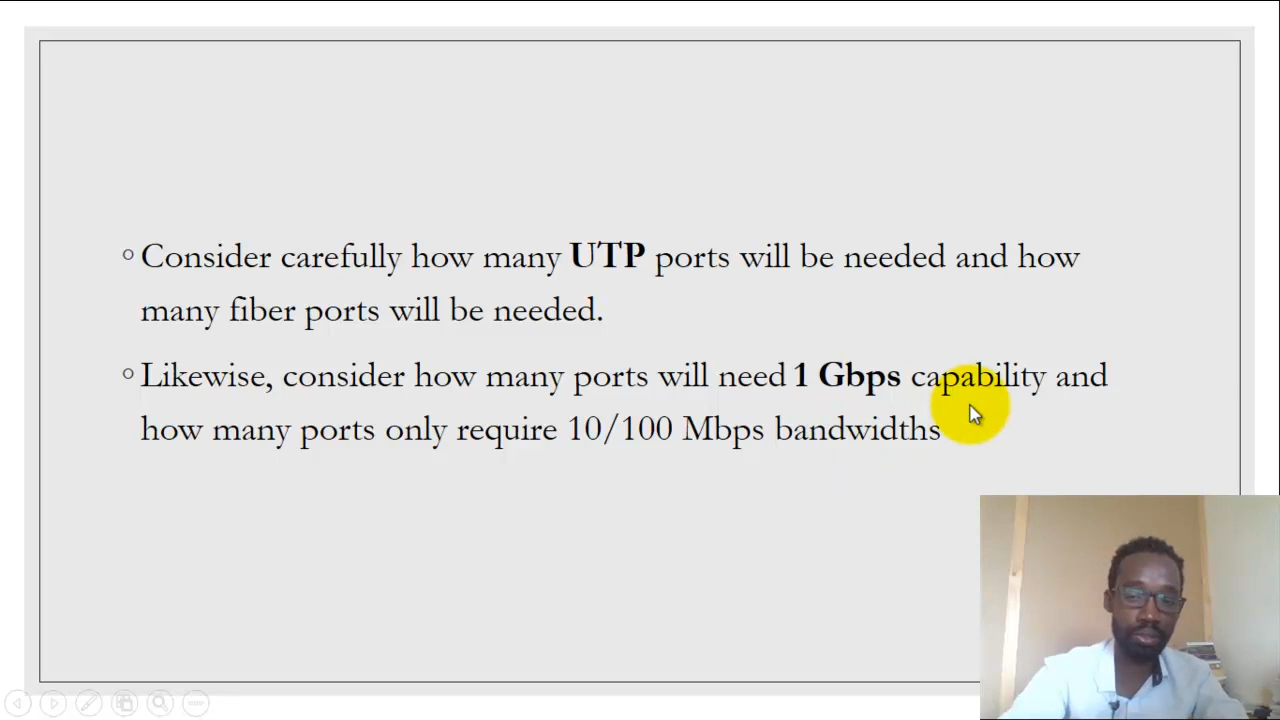 Consider carefully how many UTP ports will be needed and how
many fiber ports will be needed.
Likewise, consider how many ports will need 1 Gbps capability and
how many ports only require 10/100 Mbps bandwidths